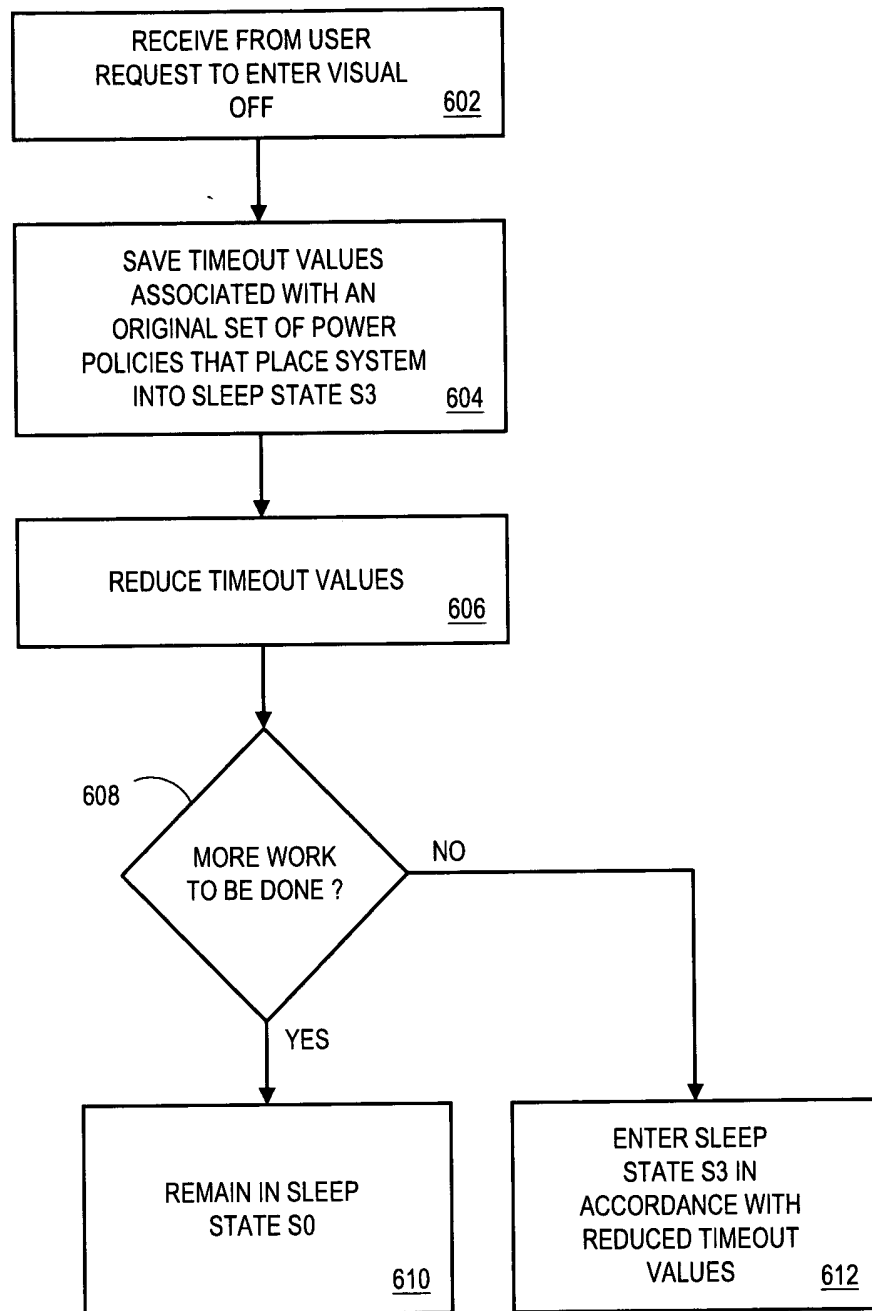 RECEIVE FROM USER
REQUEST TO ENTER VISUAL
OFF
602
SAVE TIMEOUT VALUES
ASSOCIATED WITH AN
ORIGINAL SET OF POWER
POLICIES THAT PLACE SYSTEM
INTO SLEEP STATE S3
604
REDUCE TIMEOUT VALUES
606
608
MORE WORK
TO BE DONE ?
NO
YES
REMAIN IN SLEEP
STATE S0
610
ENTER SLEEP
STATE S3 IN
ACCORDANCE WITH
REDUCED TIMEOUT
VALUES
612